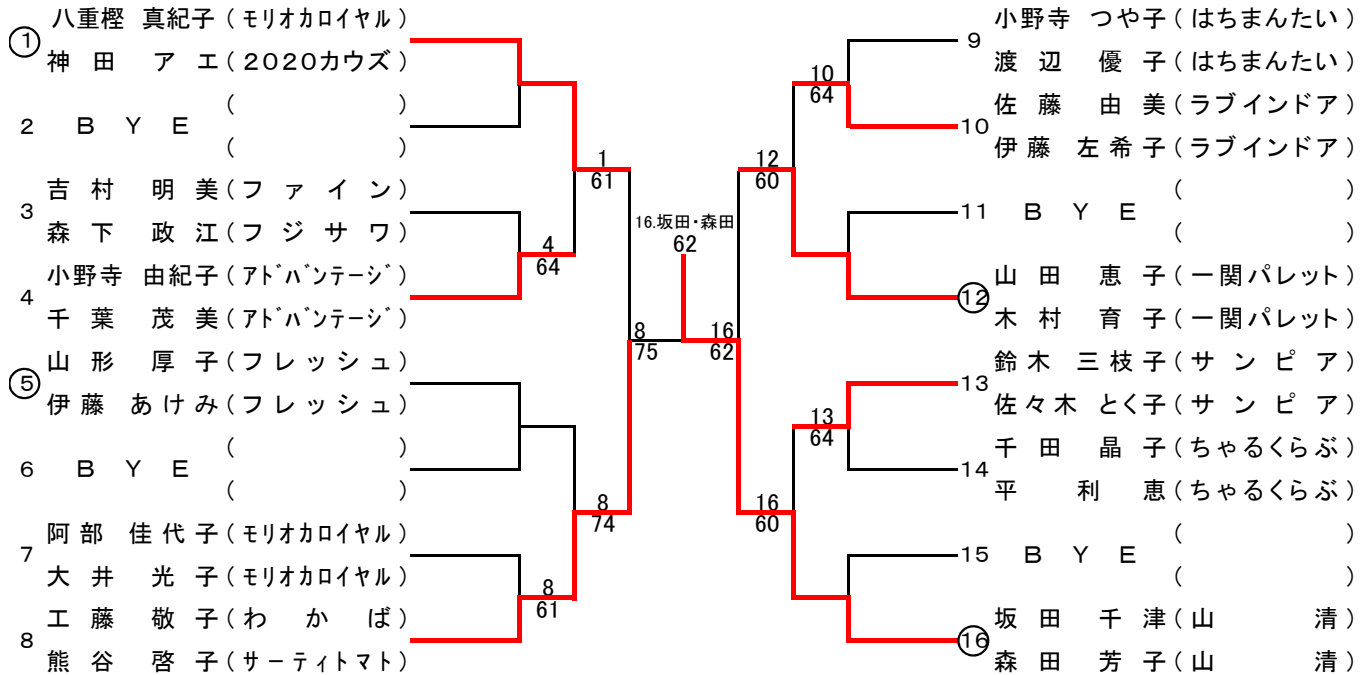 ① 八重樫 真紀子 (モリオカロイヤル)
神田 アエ (2020カウズ)
2 BYE ( )
( )
3 吉村 明美 (ファイン)
森下 政江 (フジサワ)
4 小野寺 由紀子 (アドバンテージ)
千葉 茂美 (アドバンテージ)
⑤ 山形 厚子 (フレッシュ)
伊藤 あけみ (フレッシュ)
6 BYE ( )
( )
7 阿部 佳代子 (モリオカロイヤル)
大井 光子 (モリオカロイヤル)
8 工藤 敬子 (わかば)
熊谷 啓子 (サーティトマト)
4
64
8
61
1
61
8
74
8
75
16.坂田・森田
62
16
62
12
60
16
60
10
64
13
64
9 小野寺 つや子 (はちまんたい)
渡辺 優子 (はちまんたい)
10 佐藤 由美 (ラブインドア)
伊藤 左希子 (ラブインドア)
11 BYE ( )
( )
⑫ 山田 恵子 (一関パレット)
木村 育子 (一関パレット)
13 鈴木 三枝子 (サンピア)
佐々木 とく子 (サンピア)
14 千田 晶子 (ちゃるくらぶ)
平 利恵 (ちゃるくらぶ)
15 BYE ( )
( )
⑯ 坂田 千津 (山清)
森田 芳子 (山清)